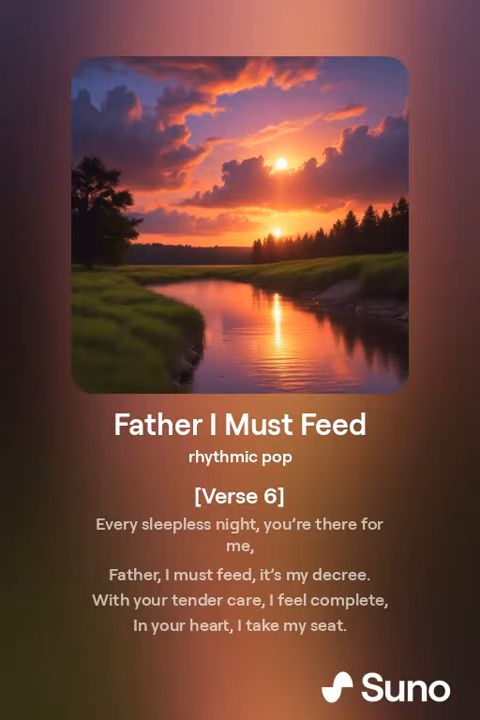 Father I Must Feed
rhythmic pop
[Verse 6]
Every sleepless night, you’re there for
me,
Father, I must feed, it’s my decree.
With your tender care, I feel complete,
In your heart, I take my seat.
Suno